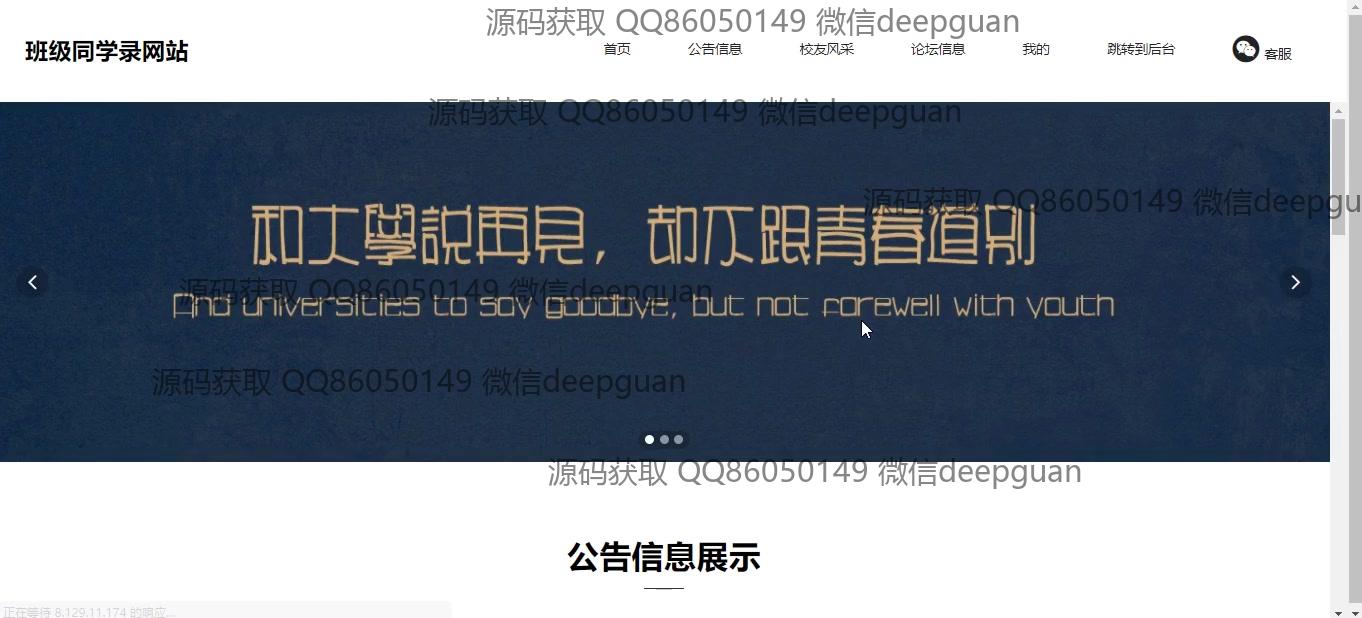 源码获取 QQ86050149 微信deepguan
班级同学录网站
首页 公告信息 校友风采 论坛信息 我的 跳转到后台 客服
源码获取 QQ86050149 微信deepguan
源码获取 QQ86050149 微信deepgu
和大學説再見，却不跟青春道别
源码获取 QQ86050149 微信deepguan
And universities to say goodbye, but not farewell with youth
源码获取 QQ86050149 微信deepguan
源码获取 QQ86050149 微信deepguan
公告信息展示
正在等待 8.129.11.174 的响应...